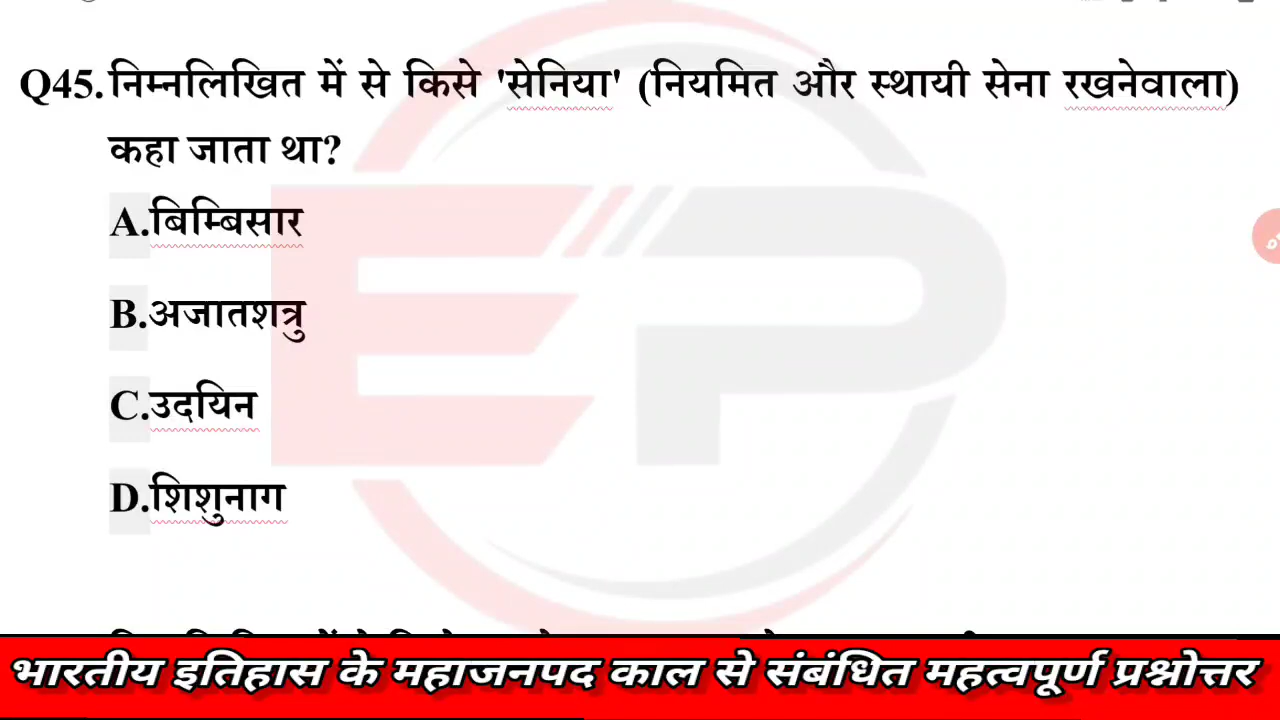 Q45. निम्नलिखित में से किसे 'सेनिया' (नियमित और स्थायी सेना रखनेवाला)
कहा जाता था?
A.बिम्बिसार
B.अजातशत्रु
C.उदयिन
D.शिशुनाग
भारतीय इतिहास के महाजनपद काल से संबंधित महत्वपूर्ण प्रश्नोत्तर